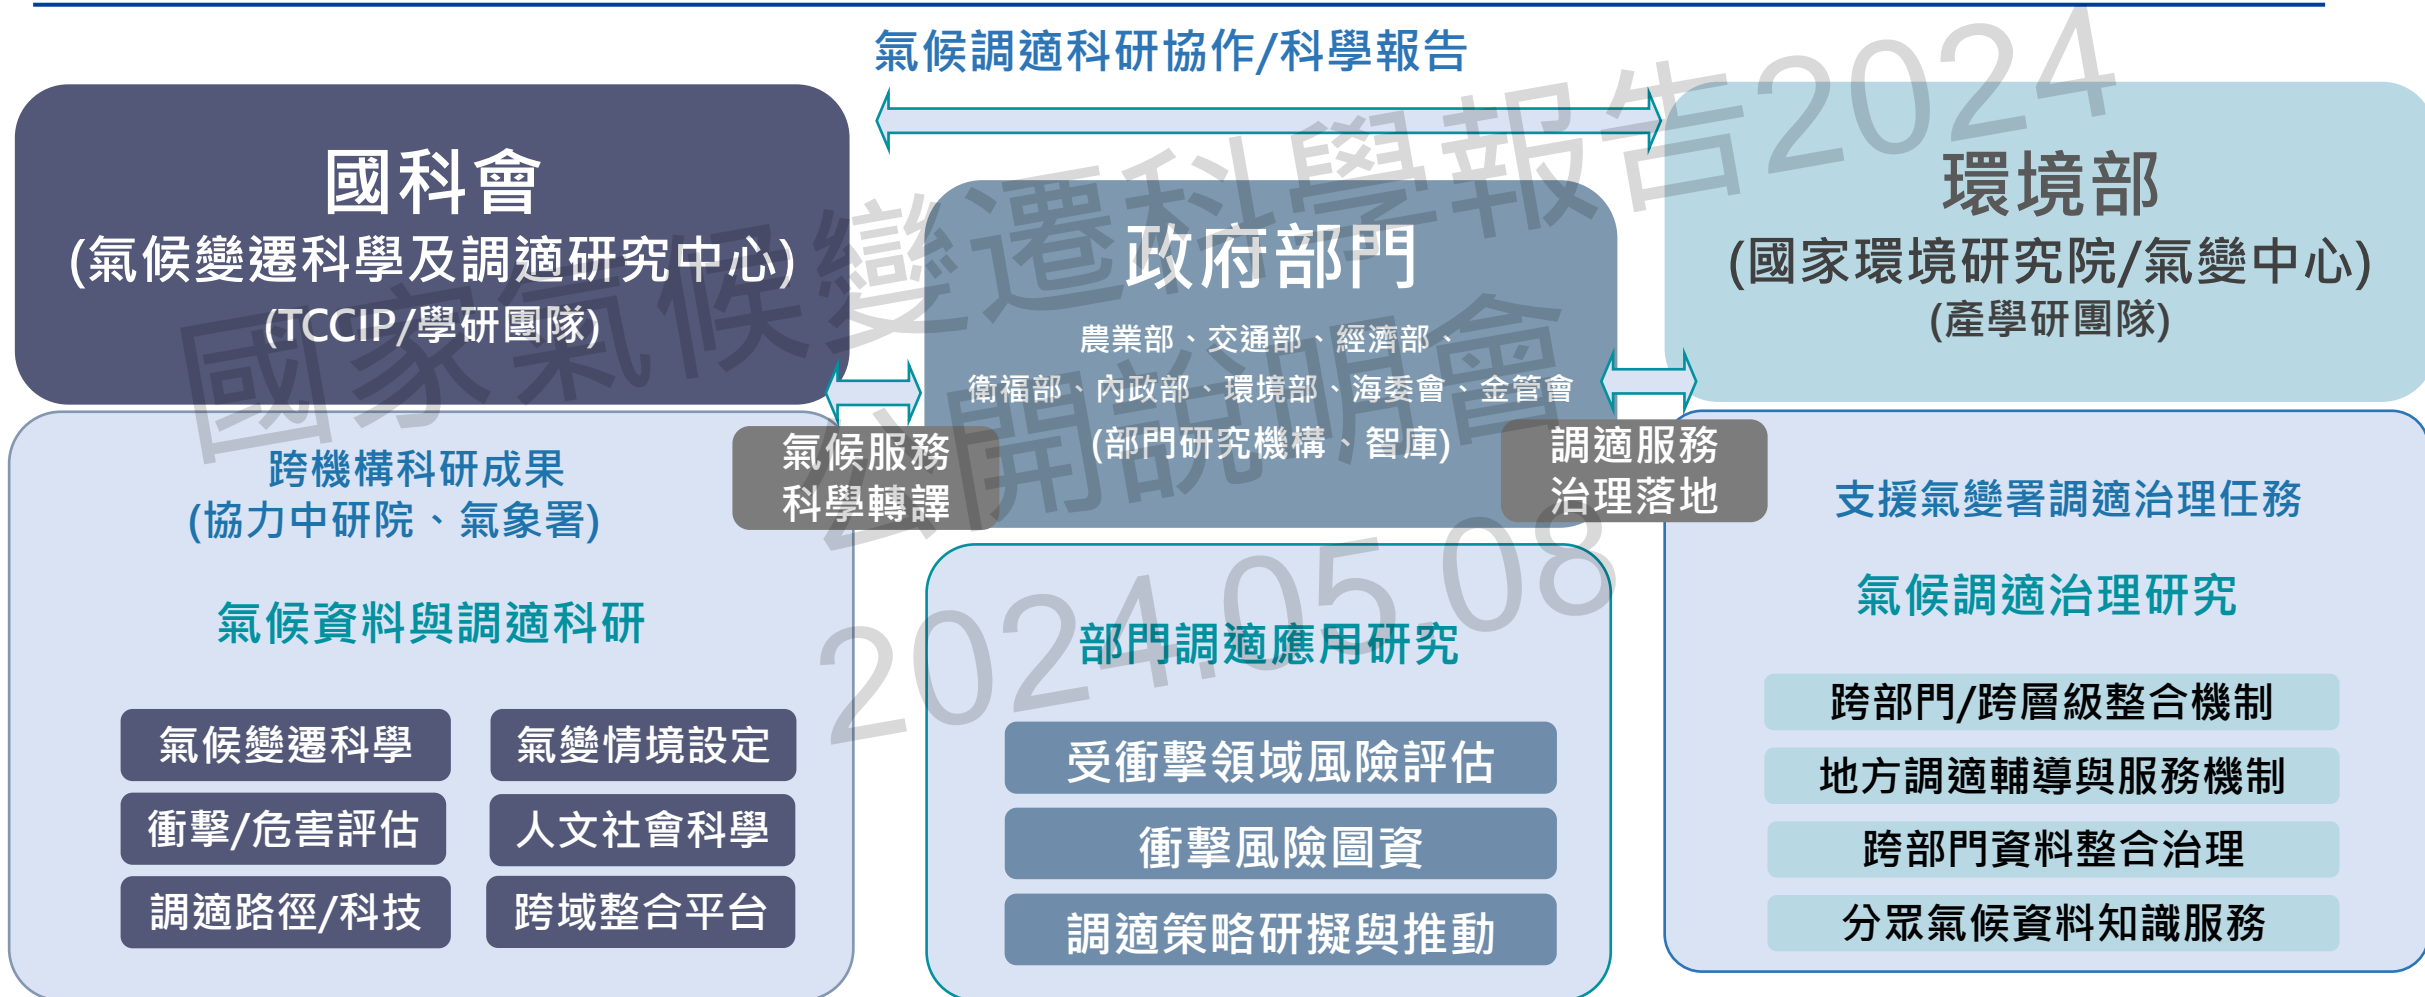 氣候調適科研協作/科學報告
國科會
(氣候變遷科學及調適研究中心)
(TCCIP/學研團隊)
政府部門
農業部、交通部、經濟部、
衛福部、內政部、環境部、海委會、金管會
(部門研究機構、智庫)
環境部
(國家環境研究院/氣變中心)
(產學研團隊)
氣候服務
科學轉譯
調適服務
治理落地
跨機構科研成果
(協力中研院、氣象署)
氣候資料與調適科研
氣候變遷科學
氣變情境設定
衝擊/危害評估
人文社會科學
調適路徑/科技
跨域整合平台
部門調適應用研究
受衝擊領域風險評估
衝擊風險圖資
調適策略研擬與推動
支援氣變署調適治理任務
氣候調適治理研究
跨部門/跨層級整合機制
地方調適輔導與服務機制
跨部門資料整合治理
分眾氣候資料知識服務
國家氣候變遷科學報告2024
公開說明會
2024.05.08